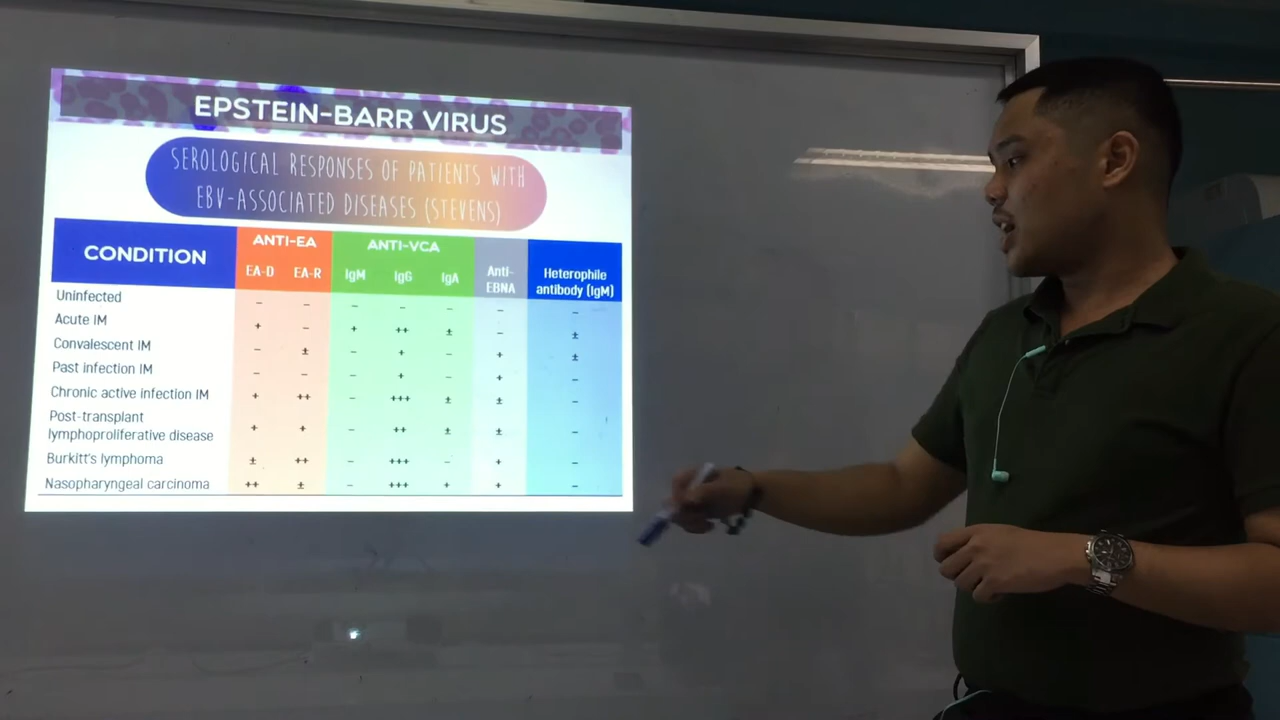 EPSTEIN-BARR VIRUS
SEROLOGICAL RESPONSES OF PATIENTS WITH
EBV-ASSOCIATED DISEASES (STEVENS)
CONDITION ANTI-EA ANTI-VCA Anti-EBNA Heterophile antibody (IgM)
EA-D EA-R IgM IgG IgA
Uninfected – – – – – – –
Acute IM + – + ++ ± – ±
Convalescent IM – ± – + – + ±
Past infection IM – – – + – + –
Chronic active infection IM + ++ – +++ ± ± –
Post-transplant
lymphoproliferative disease + + – ++ ± ± –
Burkitt's lymphoma ± ++ – +++ – + –
Nasopharyngeal carcinoma ++ ± – +++ + + –